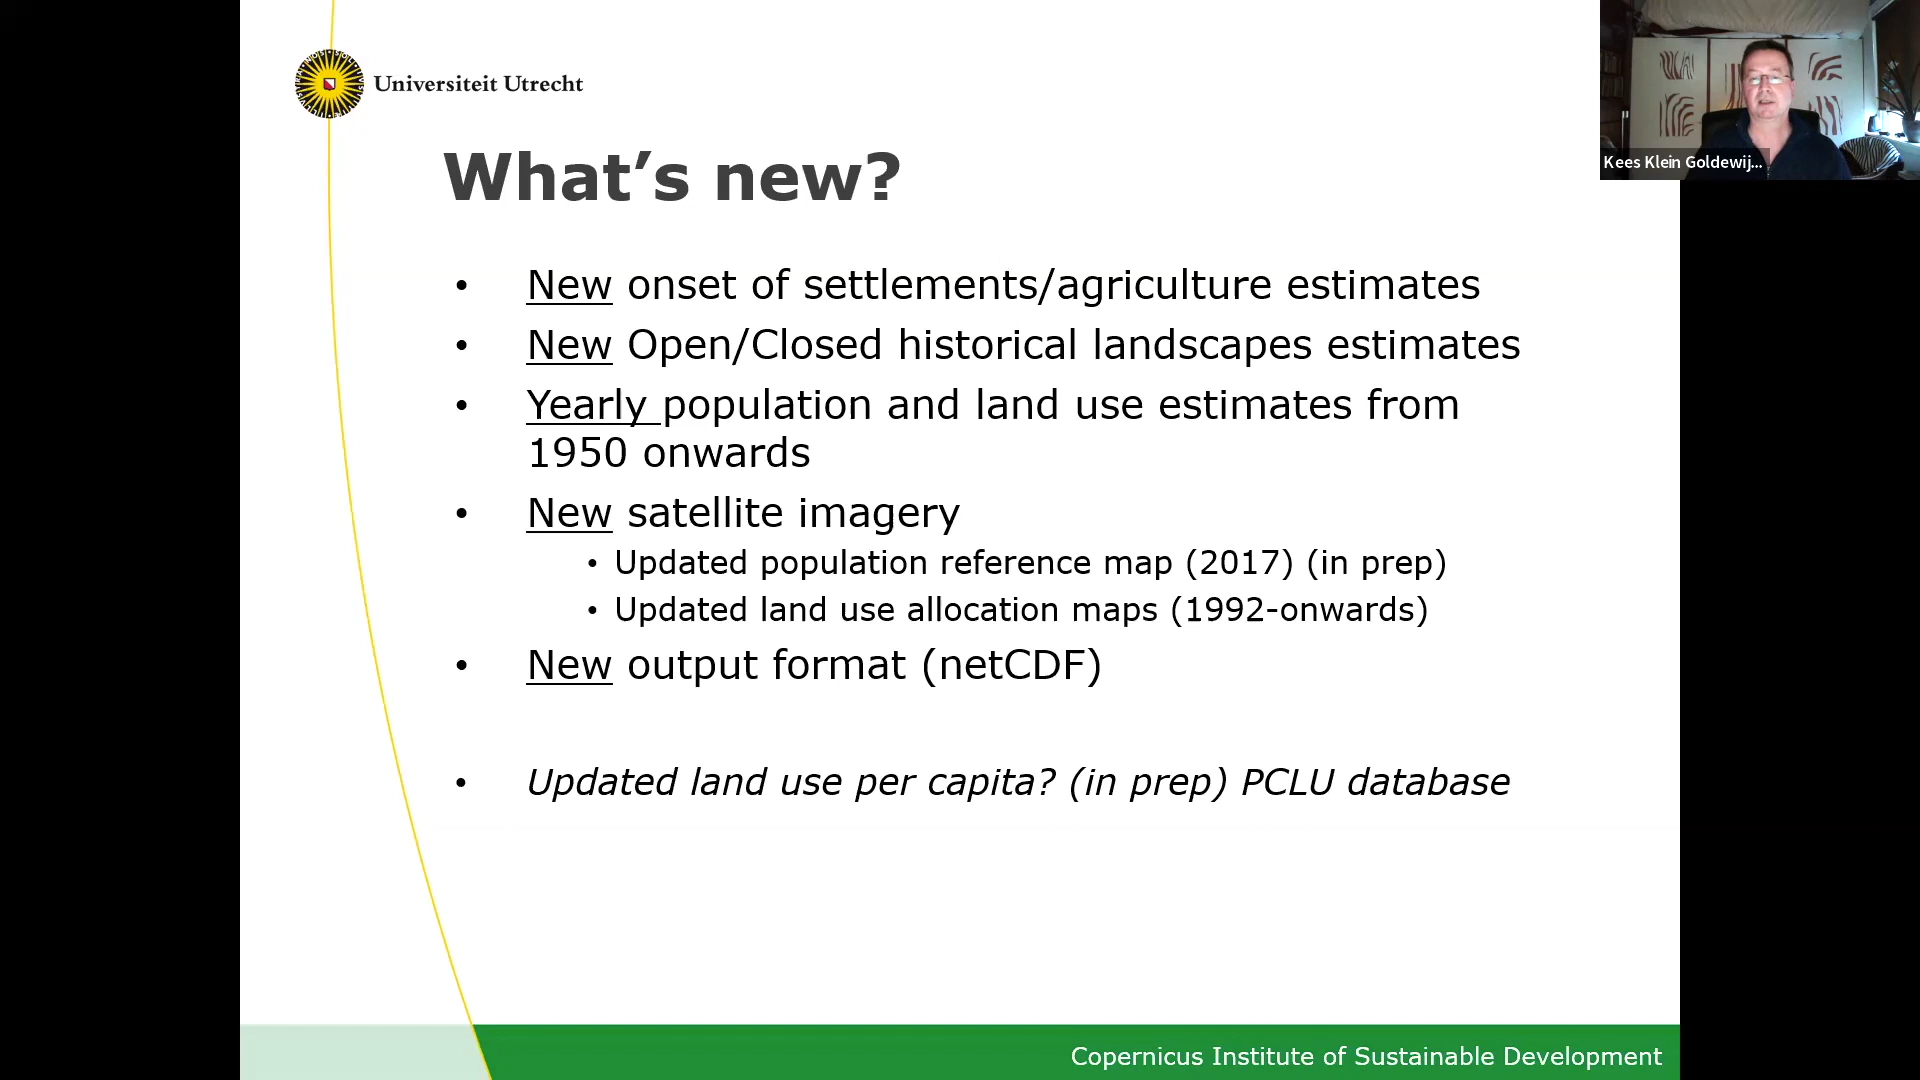 Universiteit Utrecht
Kees Klein Goldewij...
What’s new?
• New onset of settlements/agriculture estimates
• New Open/Closed historical landscapes estimates
• Yearly population and land use estimates from
1950 onwards
• New satellite imagery
• Updated population reference map (2017) (in prep)
• Updated land use allocation maps (1992-onwards)
• New output format (netCDF)
• Updated land use per capita? (in prep) PCLU database
Copernicus Institute of Sustainable Development